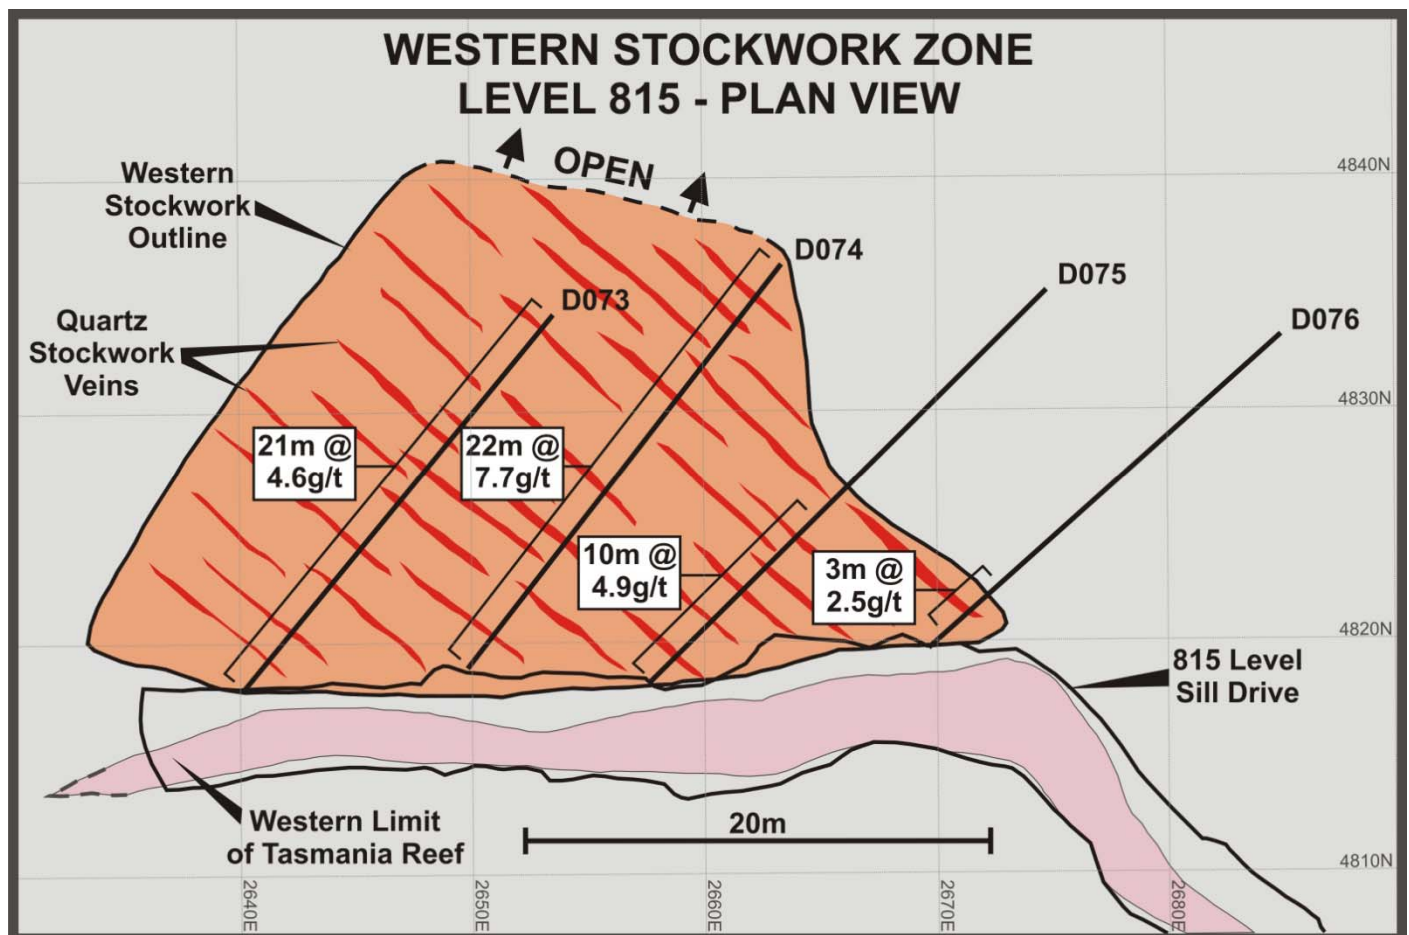 WESTERN STOCKWORK ZONE
LEVEL 815 - PLAN VIEW
OPEN
Western
Stockwork
Outline
4840N
D074
D075
D073
D076
Quartz
Stockwork
Veins
4830N
21m @
4.6g/t
22m @
7.7g/t
10m @
4.9g/t
3m @
2.5g/t
4820N
815 Level
Sill Drive
Western Limit
of Tasmania Reef
20m
4810N
2640E
2650E
2660E
2670E
2680E